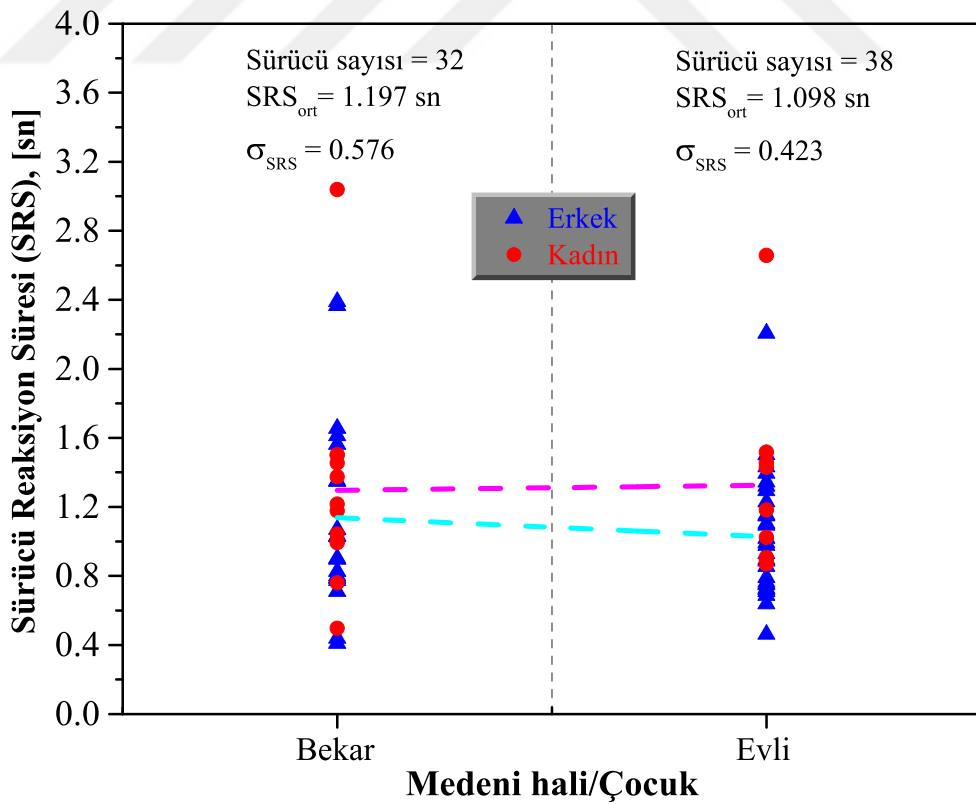 Sürücü Reaksiyon Süresi (SRS), [sn]
4.0
3.6
3.2
2.8
2.4
2.0
1.6
1.2
0.8
0.4
0.0
Sürücü sayısı = 32
SRSort= 1.197 sn
σSRS = 0.576
Sürücü sayısı = 38
SRSort= 1.098 sn
σSRS = 0.423
Erkek
Kadın
Bekar
Evli
Medeni hali/Çocuk